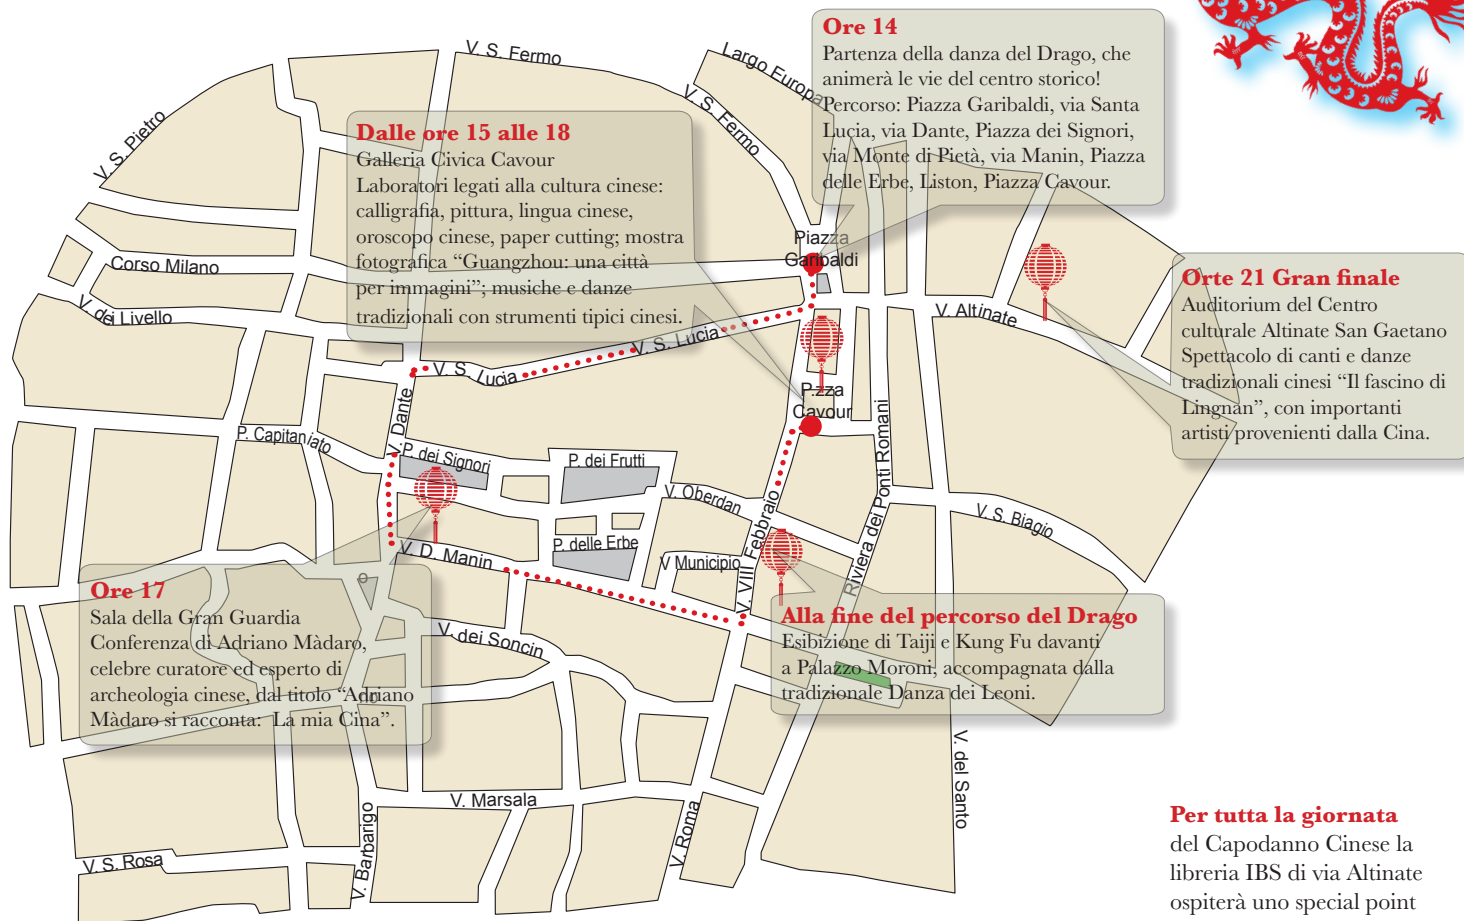 Ore 14
Partenza della danza del Drago, che
animerà le vie del centro storico!
Percorso: Piazza Garibaldi, via Santa
Lucia, via Dante, Piazza dei Signori,
via Monte di Pietà, via Manin, Piazza
delle Erbe, Liston, Piazza Cavour.
Dalle ore 15 alle 18
Galleria Civica Cavour
Laboratori legati alla cultura cinese:
calligrafia, pittura, lingua cinese,
oroscopo cinese, paper cutting; mostra
fotografica “Guangzhou: una città
per immagini”; musiche e danze
tradizionali con strumenti tipici cinesi.
Orte 21 Gran finale
Auditorium del Centro
culturale Altinate San Gaetano
Spettacolo di canti e danze
tradizionali cinesi “Il fascino di
Lingnan”, con importanti
artisti provenienti dalla Cina.
Ore 17
Sala della Gran Guardia
Conferenza di Adriano Màdaro,
celebre curatore ed esperto di
archeologia cinese, dal titolo “Adriano
Màdaro si racconta: La mia Cina”.
Alla fine del percorso del Drago
Esibizione di Taiji e Kung Fu davanti
a Palazzo Moroni, accompagnata dalla
tradizionale Danza dei Leoni.
Per tutta la giornata
del Capodanno Cinese la
libreria IBS di via Altinate
ospiterà uno special point
V. S. Fermo
Largo Europa
V. S. Fermo
V. S. Pietro
Piazza
Garibaldi
Corso Milano
V. dei Livello
V. Altinate
V. S. Lucia
V. S. Lucia
P.zza
Cavour
V. Dante
P. Capitaniato
P. dei Signori
P. dei Frutti
V. Oberdan
Riviera dei Ponti Romani
V. S. Biagio
V. D. Manin
P. delle Erbe
V Municipio
V. VIII Febbraio
V. dei Soncin
V. del Santo
V. Marsala
V. Roma
V. Barbarigo
V. S. Rosa